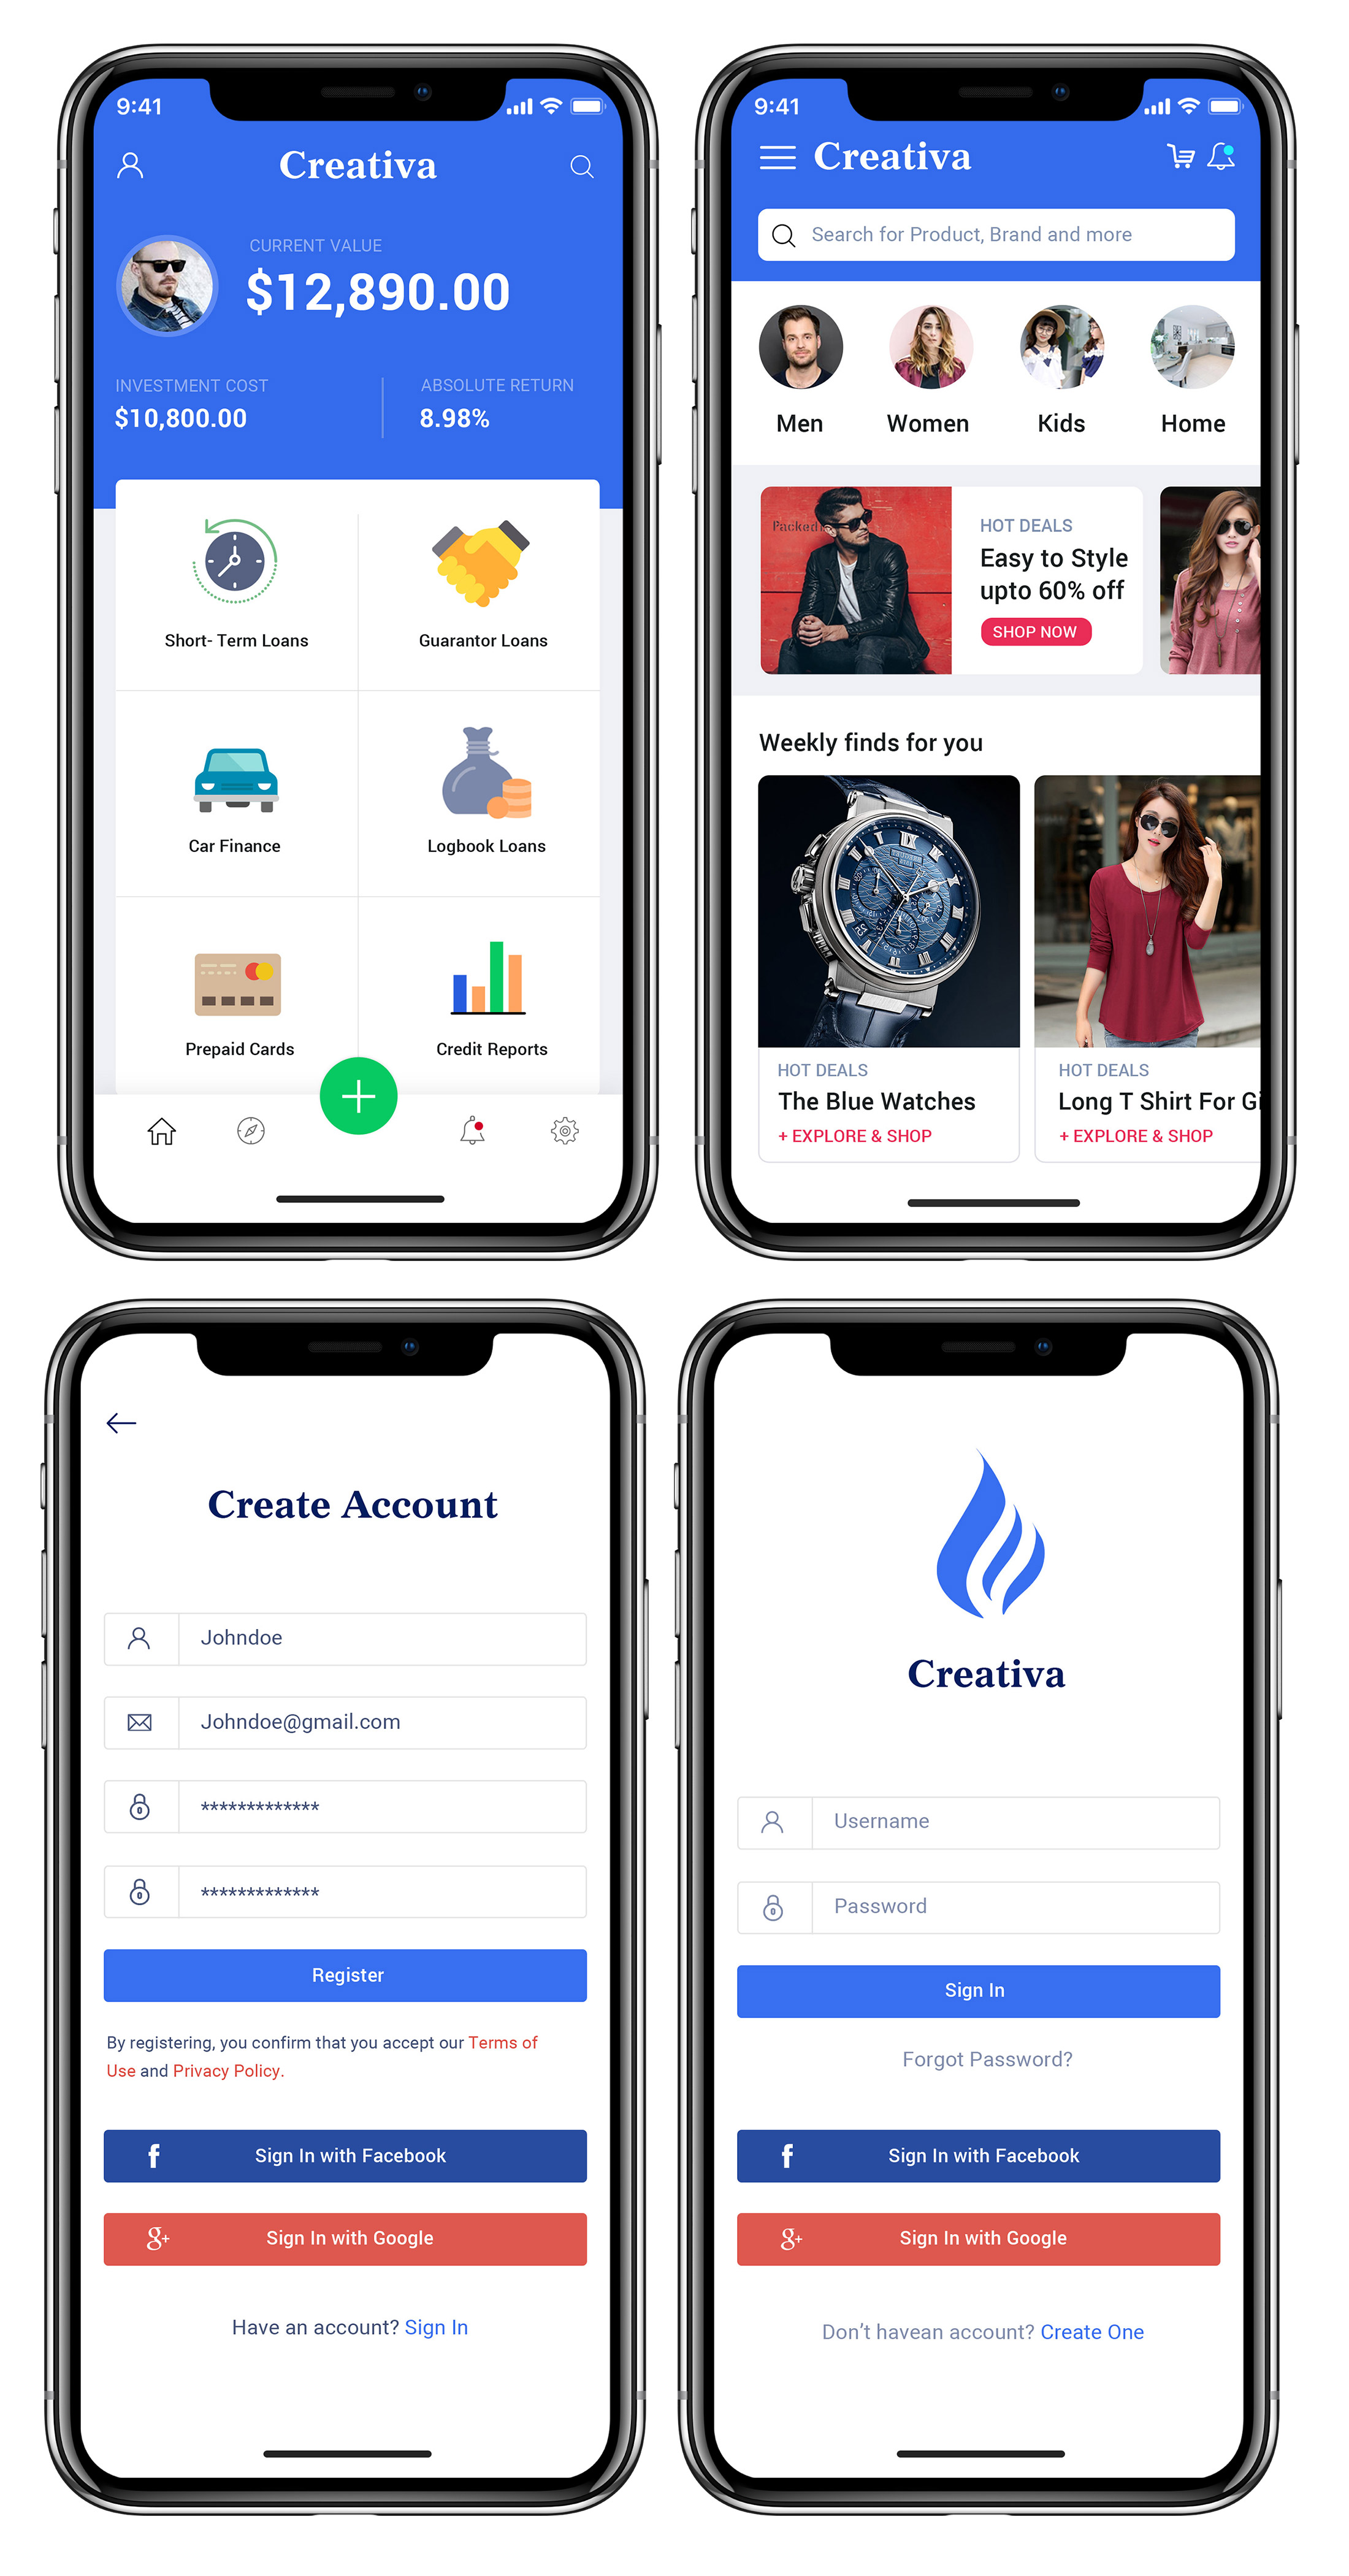 9:41
Creativa
CURRENT VALUE
$12,890.00
INVESTMENT COST
ABSOLUTE RETURN
$10,800.00
8.98%
Short- Term Loans
Guarantor Loans
Car Finance
Logbook Loans
Prepaid Cards
Credit Reports
9:41
Creativa
Search for Product, Brand and more
Men
Women
Kids
Home
Packed
HOT DEALS
Easy to Style
upto 60% off
SHOP NOW
Weekly finds for you
HOT DEALS
The Blue Watches
+ EXPLORE & SHOP
HOT DEALS
Long T Shirt For Gi
+ EXPLORE & SHOP
Create Account
Johndoe
Johndoe@gmail.com
*************
*************
Register
By registering, you confirm that you accept our Terms of
Use and Privacy Policy.
f Sign In with Facebook
g+ Sign In with Google
Have an account? Sign In
Creativa
Username
Password
Sign In
Forgot Password?
f Sign In with Facebook
g+ Sign In with Google
Don't havean account? Create One